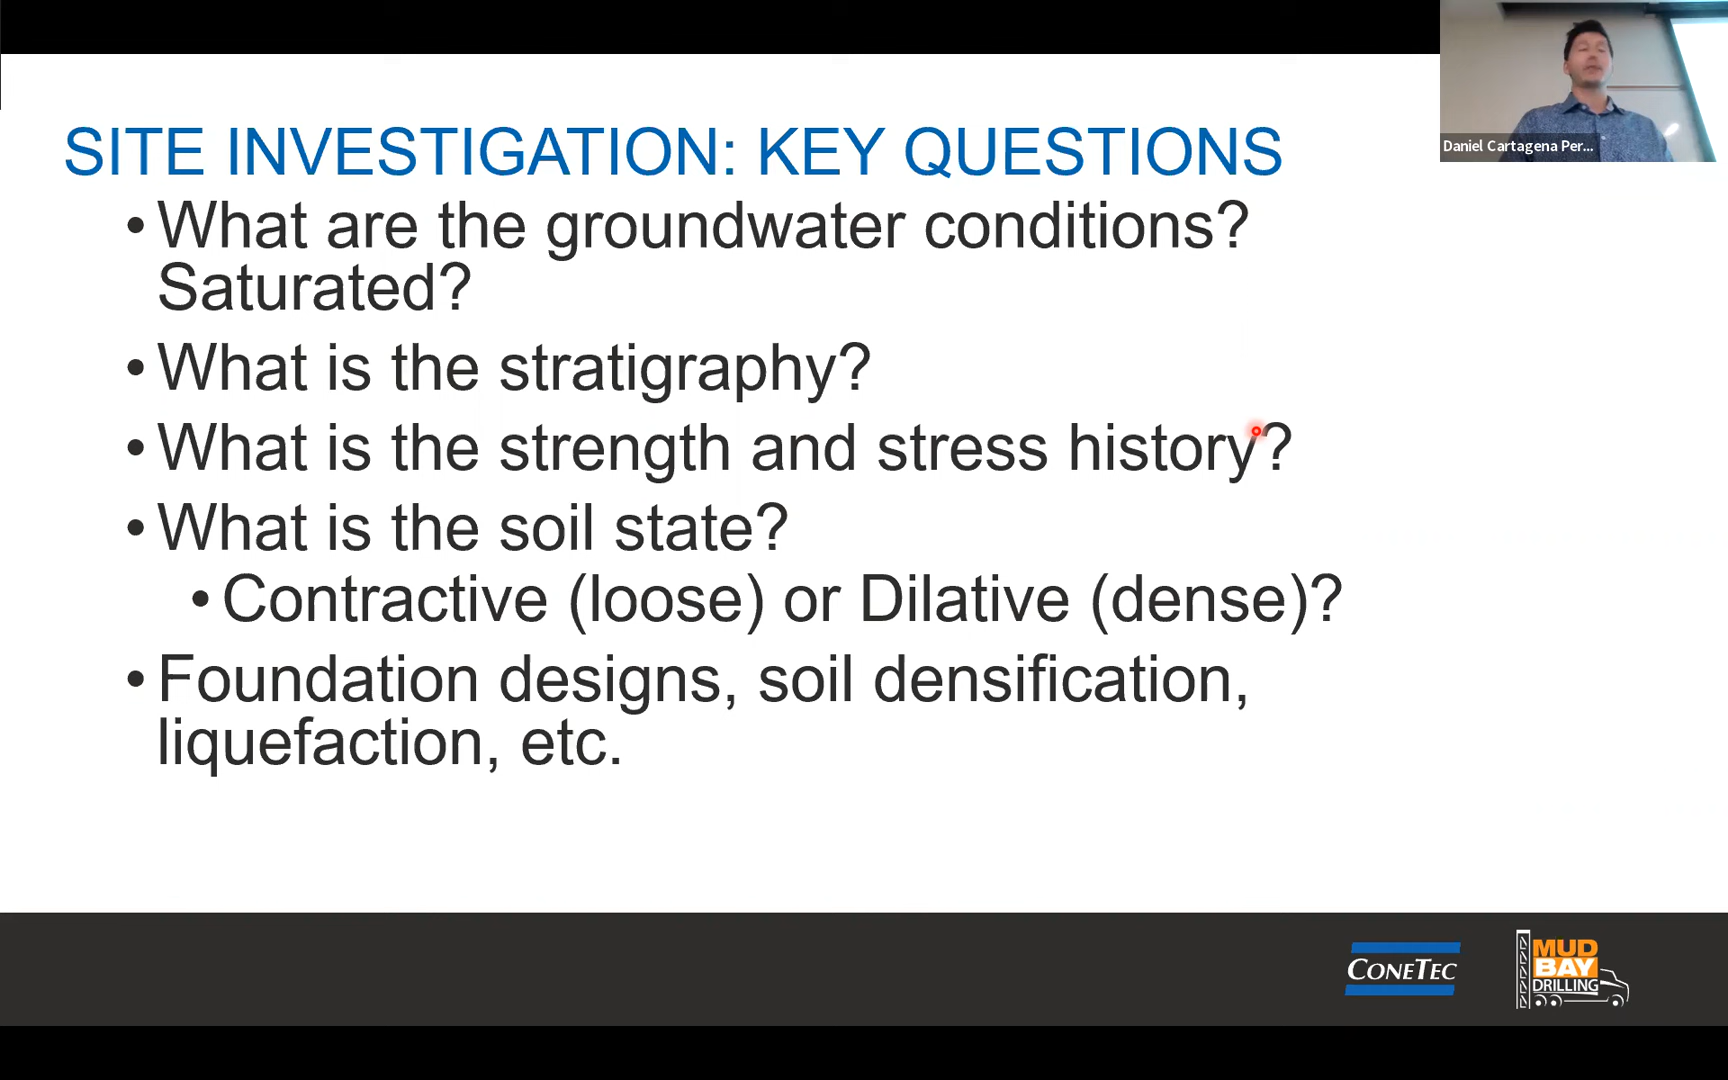 SITE INVESTIGATION: KEY QUESTIONS
• What are the groundwater conditions?
Saturated?
• What is the stratigraphy?
• What is the strength and stress history?
• What is the soil state?
• Contractive (loose) or Dilative (dense)?
• Foundation designs, soil densification,
liquefaction, etc.
Daniel Cartagena Per...
CONETEC
MUD
BAY
DRILLING